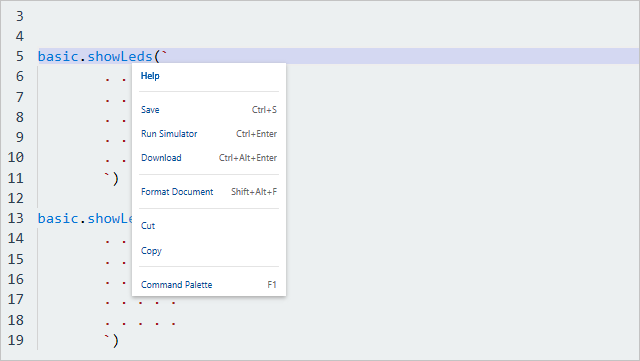 3
4
5 basic.showLeds(`
6 . .
Help
7 . .
8 . .
Save Ctrl+S
9 . .
Run Simulator Ctrl+Enter
10 . .
Download Ctrl+Alt+Enter
11 `)
Format Document Shift+Alt+F
12
13 basic.showLe
Cut
14 . .
Copy
15 . .
16 . .
Command Palette F1
17 . . . . .
18 . . . . .
19 `)